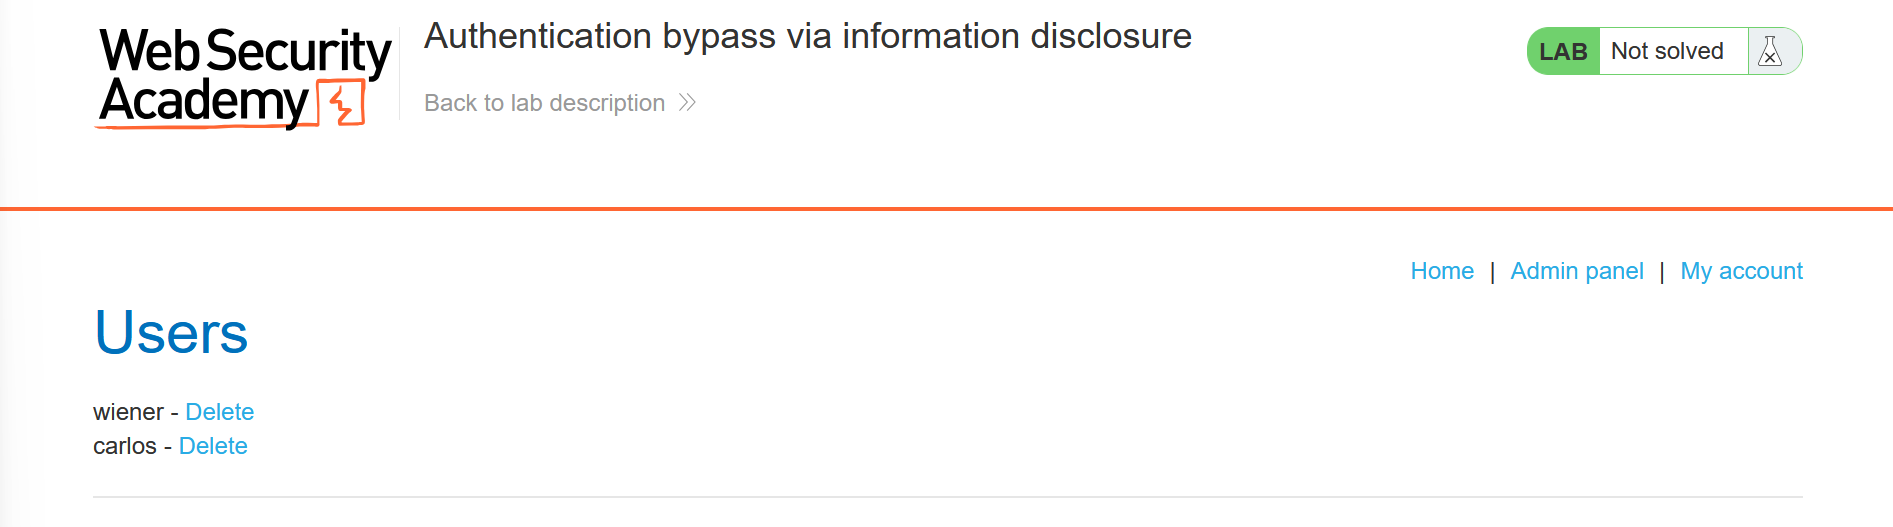 Web Security
Academy
Authentication bypass via information disclosure
Back to lab description
LAB Not solved
Home | Admin panel | My account
Users
wiener - Delete
carlos - Delete